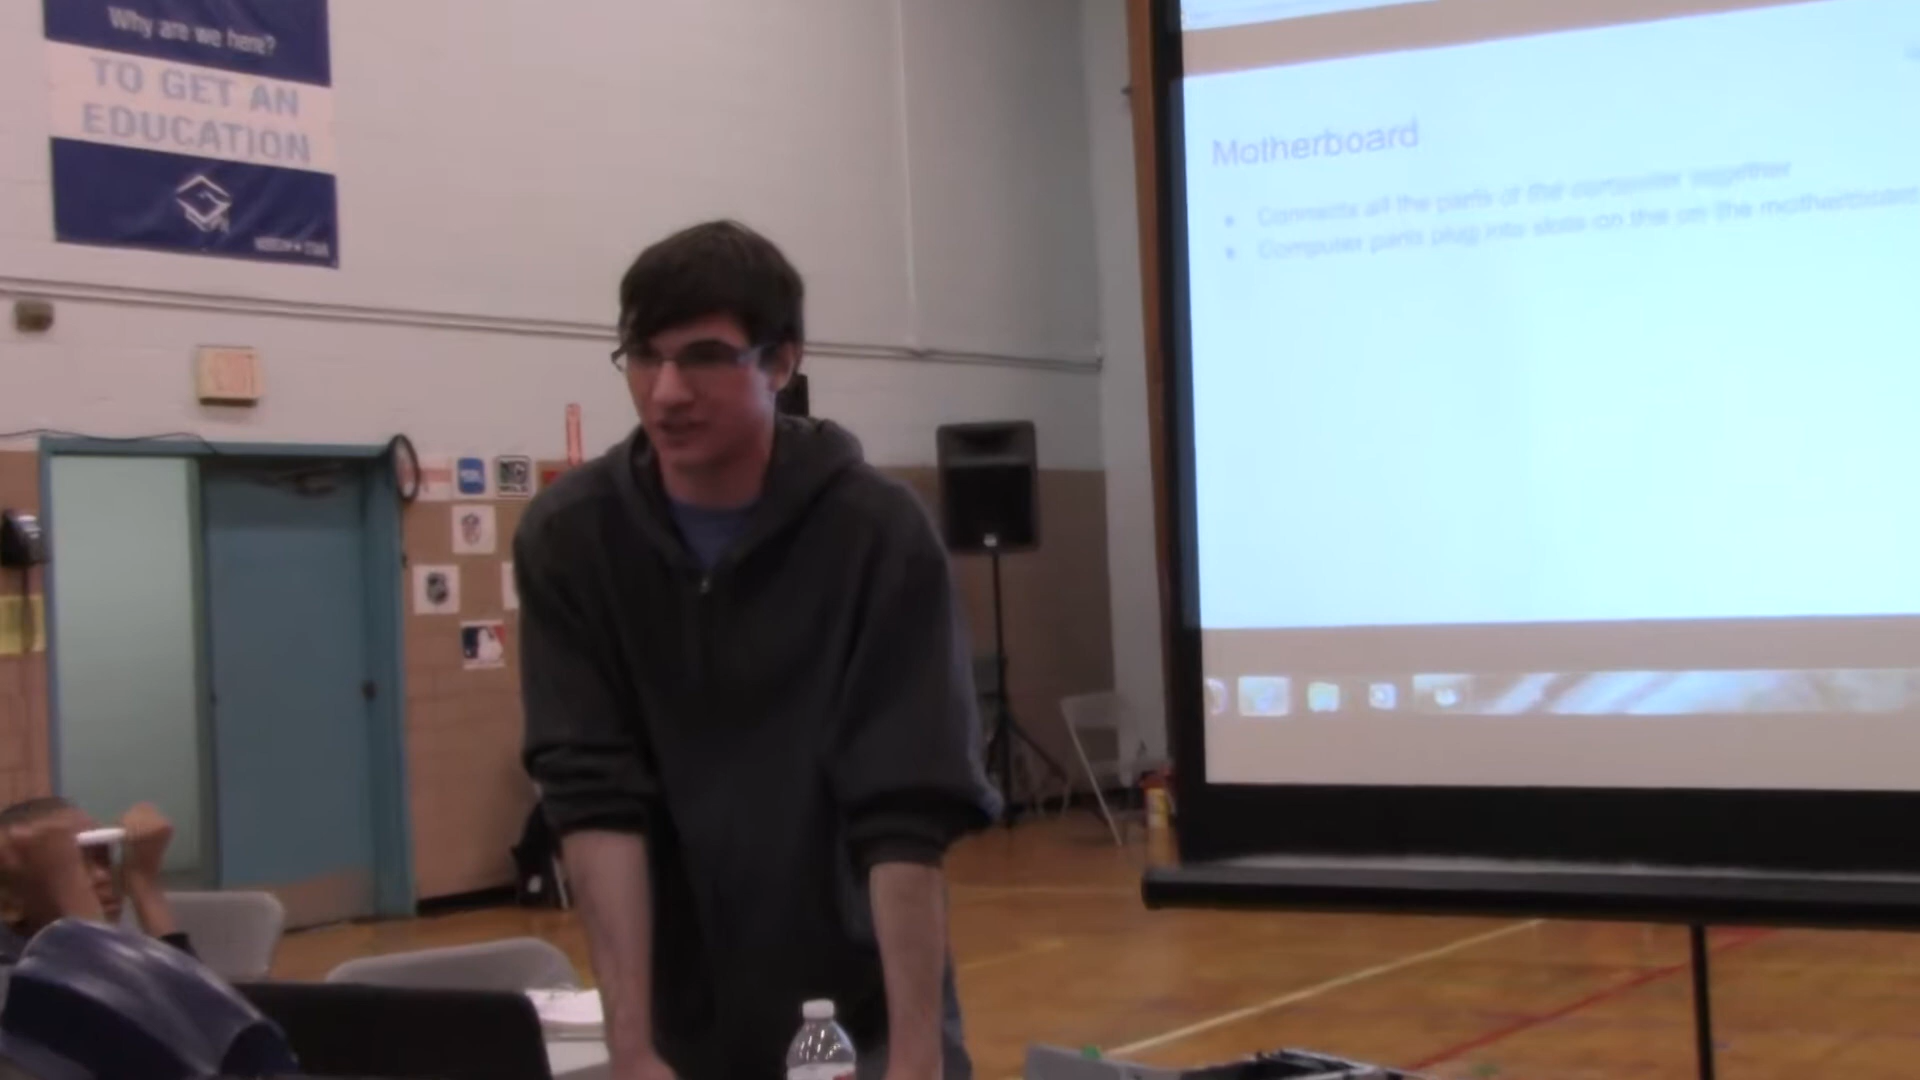 Why are we here?
TO GET AN
EDUCATION
Motherboard
Connects all the parts of the computer together
Computer parts plug into slots on the on the motherboard